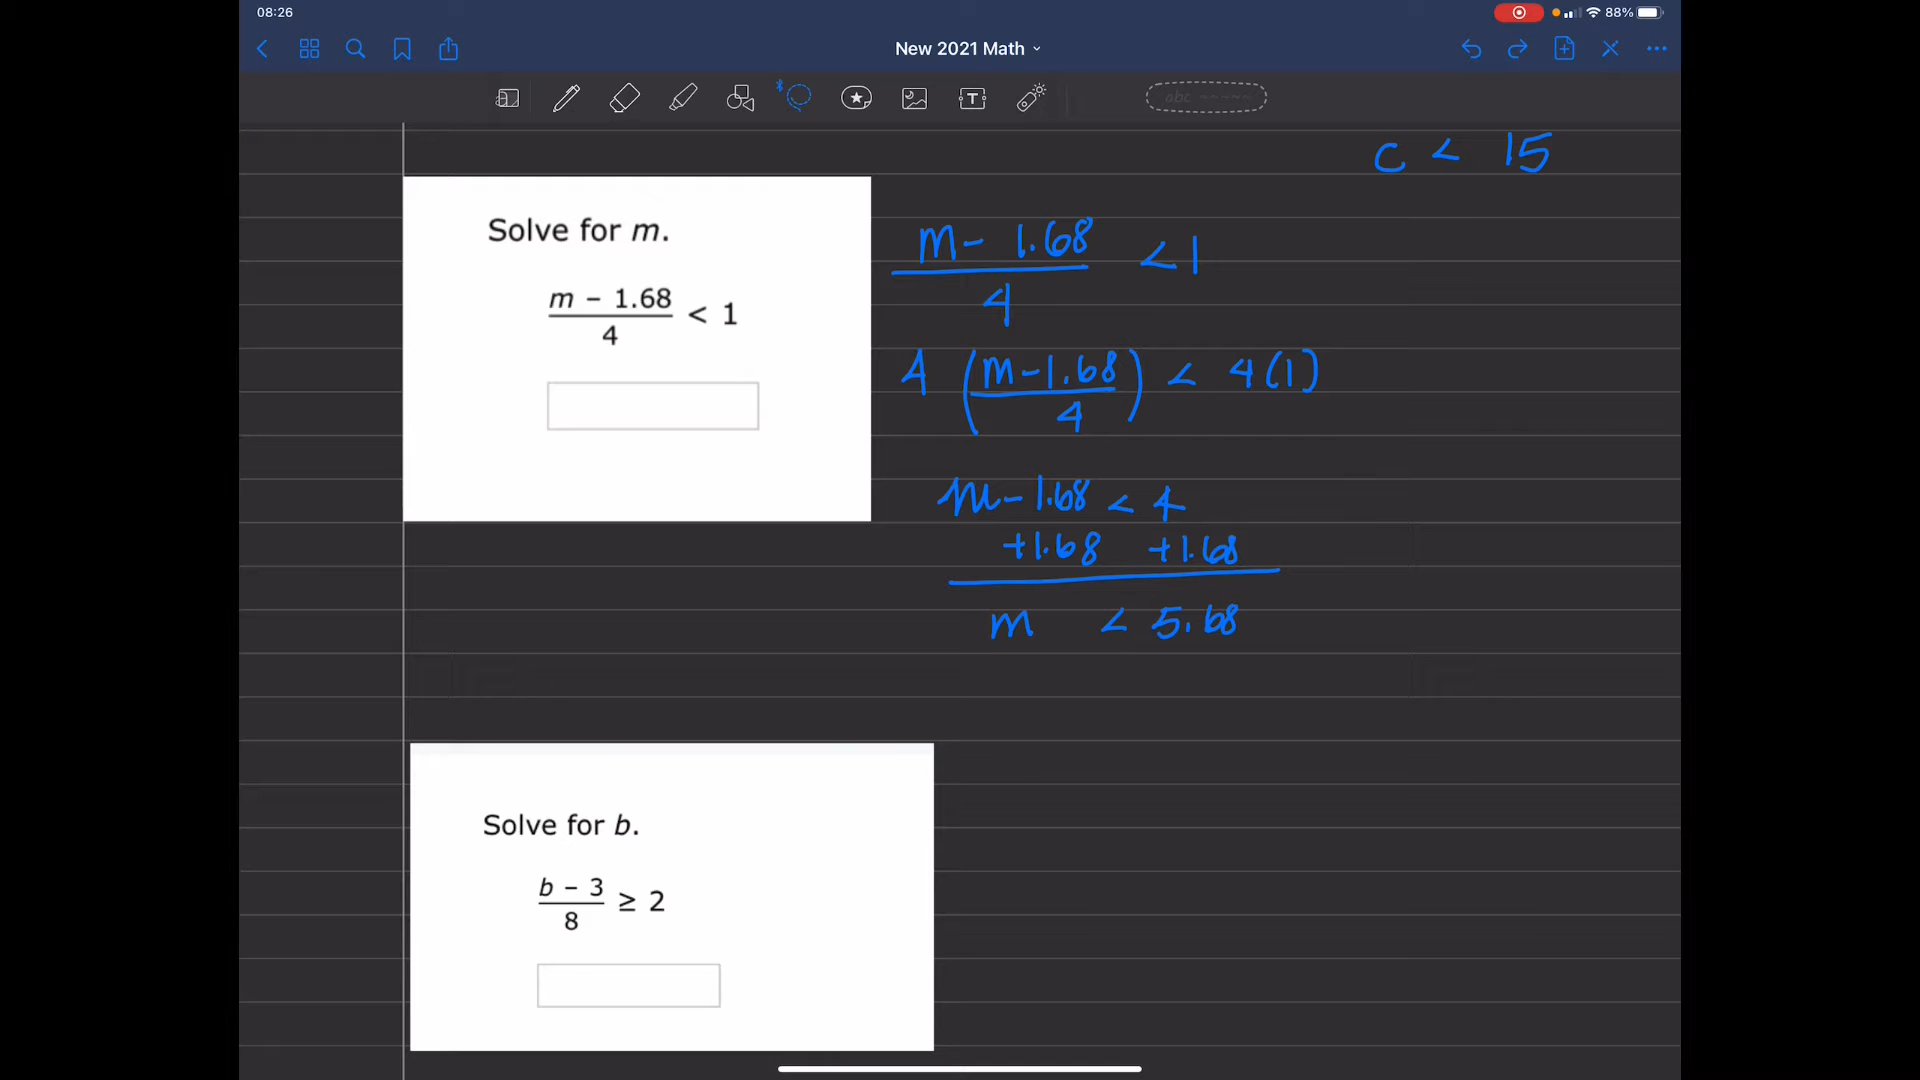 08:26
88%
New 2021 Math
abc
c < 15
Solve for m.
m − 1.68
4
< 1
m - 1.68
4
< 1
4 (m - 1.68
4
) < 4(1)
m - 1.68 < 4
+1.68 +1.68
m < 5.68
Solve for b.
b − 3
8
≥ 2